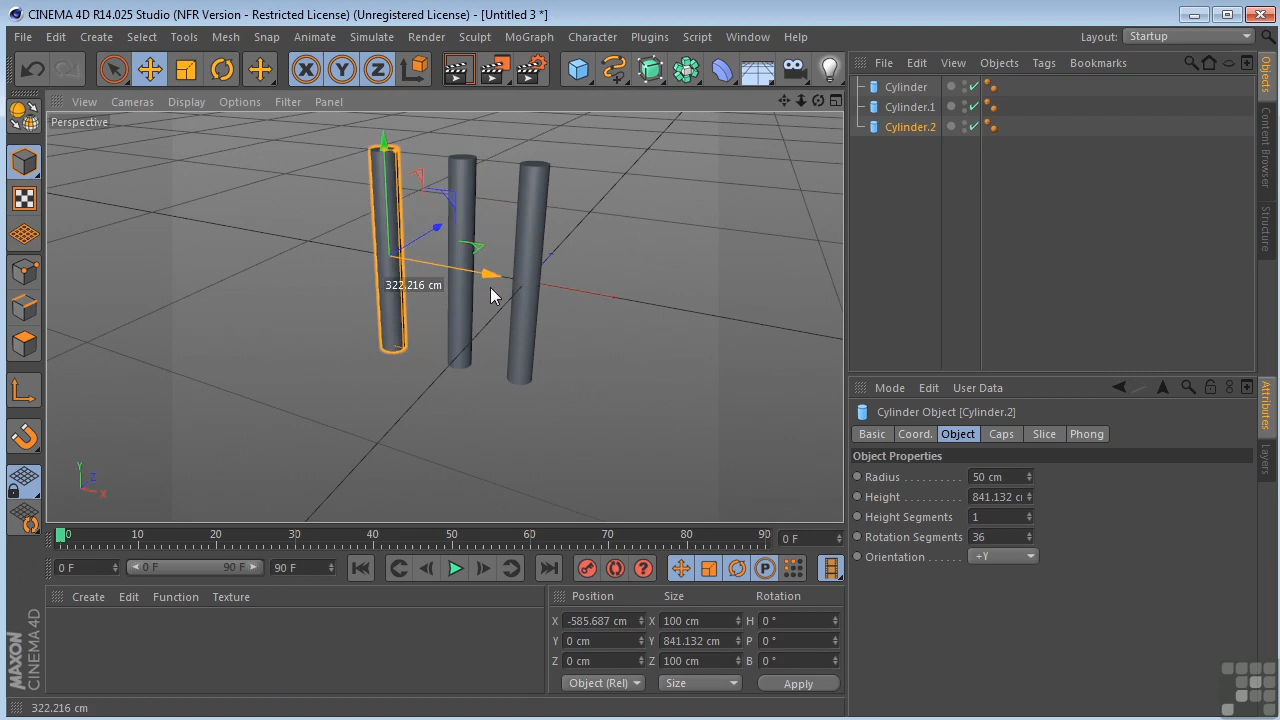 CINEMA 4D R14.025 Studio (NFR Version - Restricted License) (Unregistered License) - [Untitled 3 *]
File Edit Create Select Tools Mesh Snap Animate Simulate Render Sculpt MoGraph Character Plugins Script Window Help Layout: Startup
File Edit View Objects Tags Bookmarks
Cylinder
Cylinder.1
Cylinder.2
Objects
Content Browser
Structure
View Cameras Display Options Filter Panel
Perspective
322.216 cm
Y
Z
X
Mode Edit User Data
Cylinder Object [Cylinder.2]
Basic Coord. Object Caps Slice Phong
Object Properties
Radius . . . . . . . . . . 50 cm
Height . . . . . . . . . . 841.132 c
Height Segments 1
Rotation Segments 36
Orientation . . . . . . +Y
Attributes
Layers
0 10 20 30 40 50 60 70 80 90 0 F
0 F 0 F 90 F 90 F
Create Edit Function Texture
Position Size Rotation
X -585.687 cm X 100 cm H 0 °
Y 0 cm Y 841.132 cm P 0 °
Z 0 cm Z 100 cm B 0 °
Object (Rel) Size Apply
MAXON
CINEMA 4D
322.216 cm